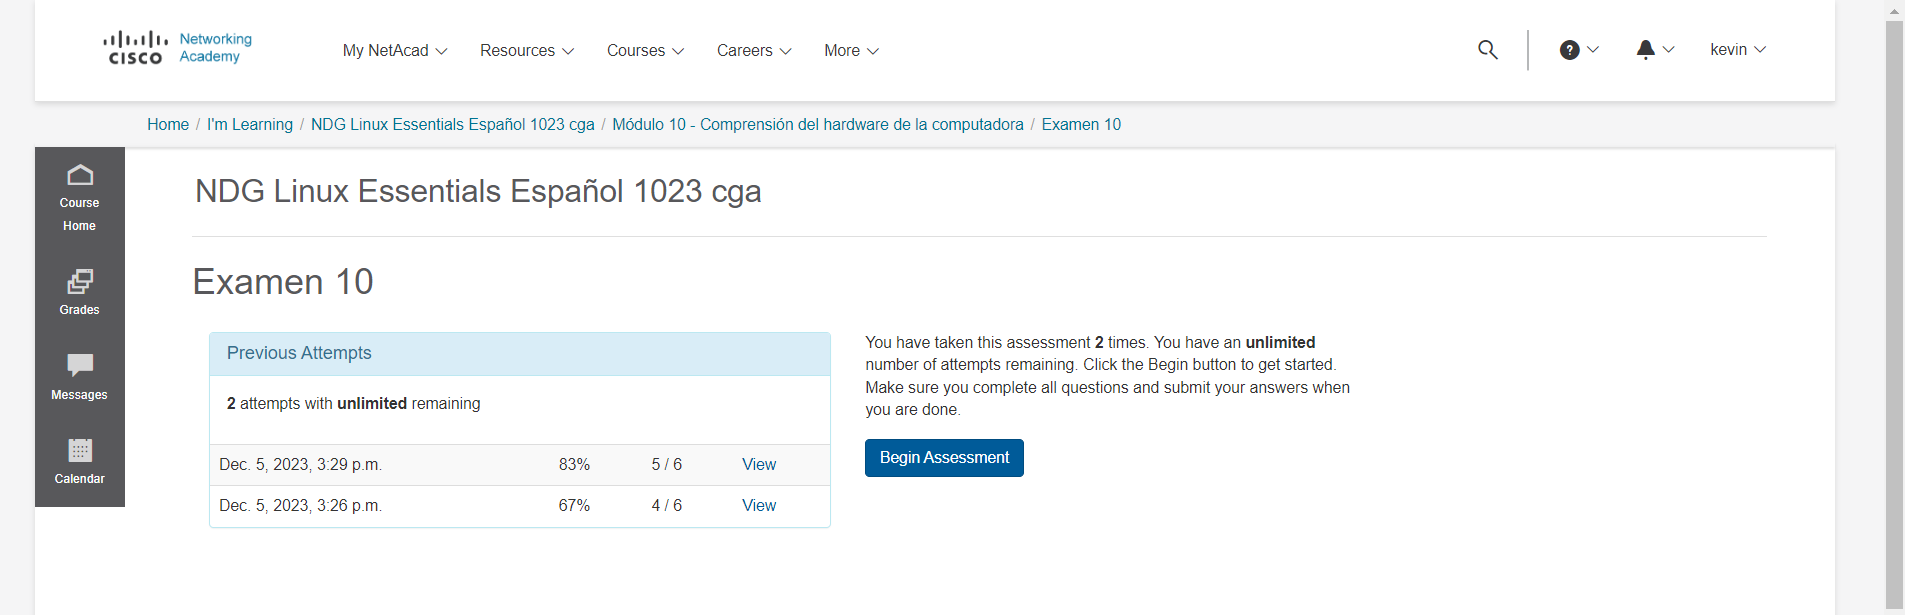 CISCO Networking Academy
My NetAcad Resources Courses Careers More
kevin
Home / I'm Learning / NDG Linux Essentials Español 1023 cga / Módulo 10 - Comprensión del hardware de la computadora / Examen 10
Course
Home
Grades
Messages
Calendar
NDG Linux Essentials Español 1023 cga
Examen 10
Previous Attempts
2 attempts with unlimited remaining
Dec. 5, 2023, 3:29 p.m. 83% 5 / 6 View
Dec. 5, 2023, 3:26 p.m. 67% 4 / 6 View
You have taken this assessment 2 times. You have an unlimited
number of attempts remaining. Click the Begin button to get started.
Make sure you complete all questions and submit your answers when
you are done.
Begin Assessment